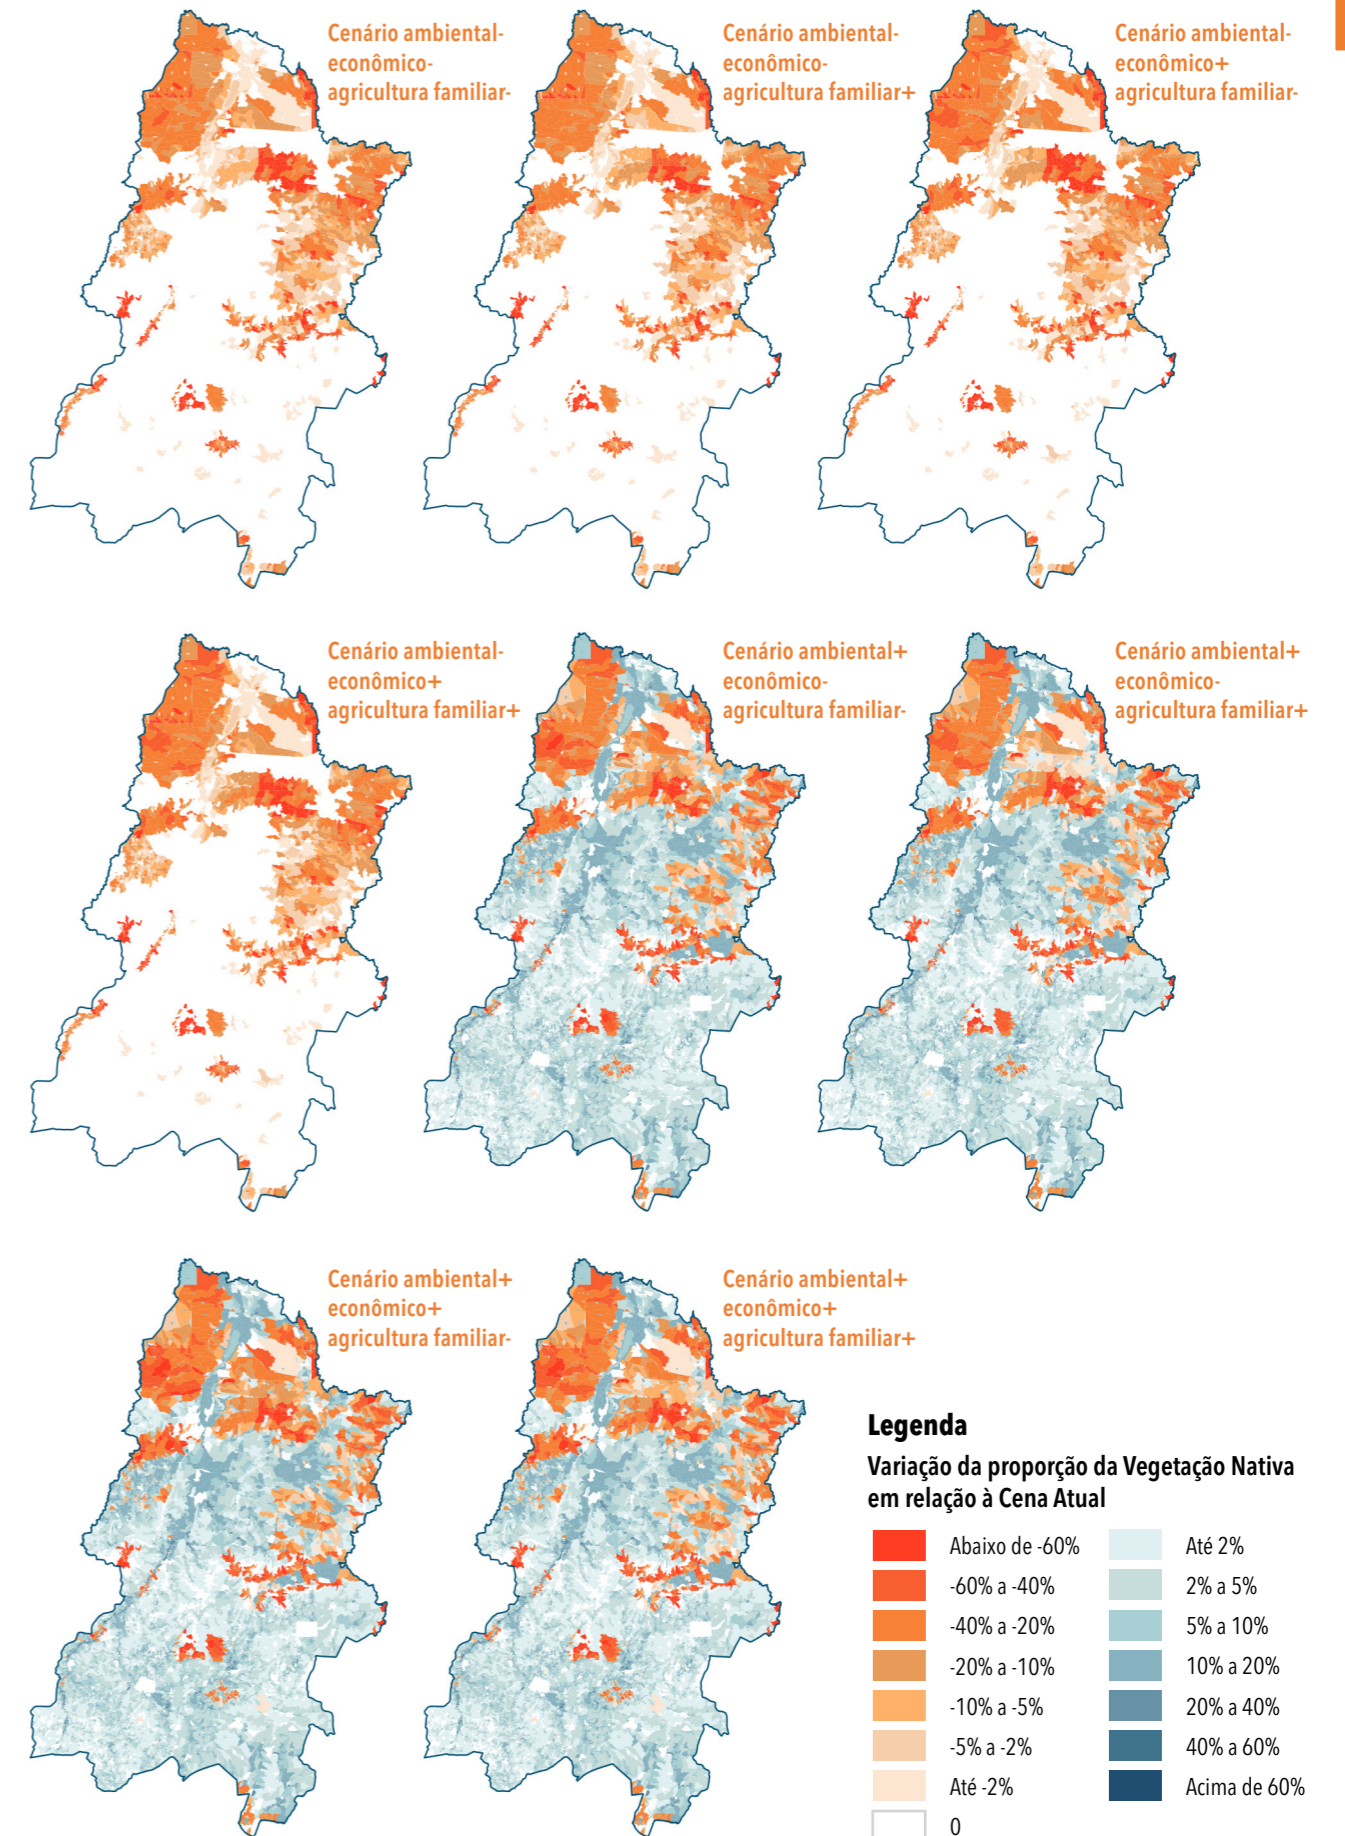 Cenário ambiental-
econômico-
agricultura familiar-
Cenário ambiental-
econômico-
agricultura familiar+
Cenário ambiental-
econômico+
agricultura familiar-
Cenário ambiental-
econômico+
agricultura familiar+
Cenário ambiental+
econômico-
agricultura familiar-
Cenário ambiental+
econômico-
agricultura familiar+
Cenário ambiental+
econômico+
agricultura familiar-
Cenário ambiental+
econômico+
agricultura familiar+
Legenda
Variação da proporção da Vegetação Nativa
em relação à Cena Atual
Abaixo de -60%
-60% a -40%
-40% a -20%
-20% a -10%
-10% a -5%
-5% a -2%
Até -2%
0
Até 2%
2% a 5%
5% a 10%
10% a 20%
20% a 40%
40% a 60%
Acima de 60%